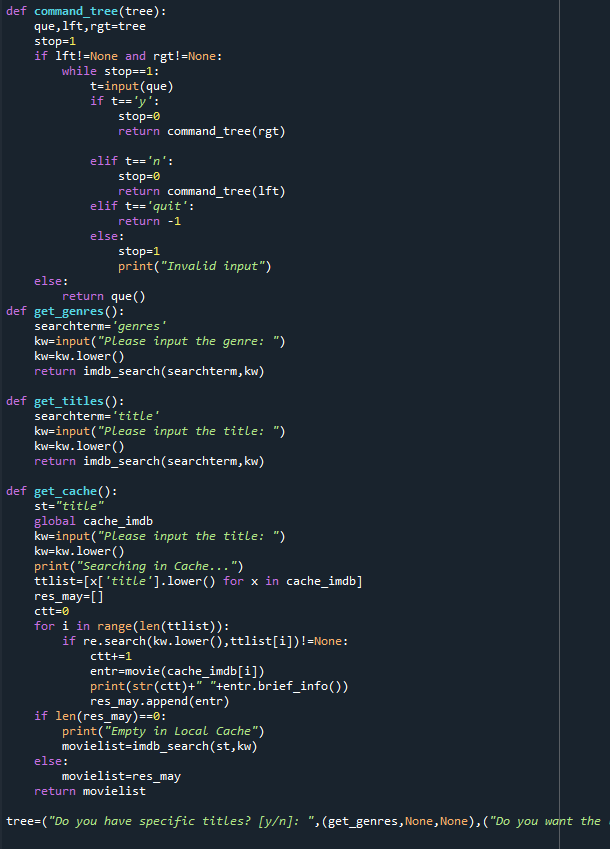 def command_tree(tree):
    que,lft,rgt=tree
    stop=1
    if lft!=None and rgt!=None:
        while stop==1:
            t=input(que)
            if t=='y':
                stop=0
                return command_tree(rgt)

            elif t=='n':
                stop=0
                return command_tree(lft)
            elif t=='quit':
                return -1
            else:
                stop=1
                print("Invalid input")
    else:
        return que()
def get_genres():
    searchterm='genres'
    kw=input("Please input the genre: ")
    kw=kw.lower()
    return imdb_search(searchterm,kw)

def get_titles():
    searchterm='title'
    kw=input("Please input the title: ")
    kw=kw.lower()
    return imdb_search(searchterm,kw)

def get_cache():
    st="title"
    global cache_imdb
    kw=input("Please input the title: ")
    kw=kw.lower()
    print("Searching in Cache...")
    ttlist=[x['title'].lower() for x in cache_imdb]
    res_may=[]
    ctt=0
    for i in range(len(ttlist)):
        if re.search(kw.lower(),ttlist[i])!=None:
            ctt+=1
            entr=movie(cache_imdb[i])
            print(str(ctt)+" "+entr.brief_info())
            res_may.append(entr)
    if len(res_may)==0:
        print("Empty in Local Cache")
        movielist=imdb_search(st,kw)
    else:
        movielist=res_may
    return movielist

tree=("Do you have specific titles? [y/n]: ",(get_genres,None,None),("Do you want the